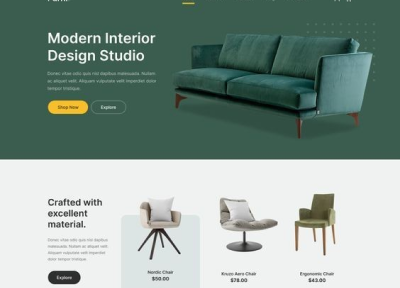 Modern Interior
Design Studio
Donec vitae odio quis nisl dapibus malesuada. Nullam
ac aliquet velit. Aliquam vulputate velit imperdiet dolor
tempor tristique.
Shop Now
Explore
Crafted with
excellent
material.
Donec vitae odio quis nisl dapibus
malesuada. Nullam ac aliquet velit.
Aliquam vulputate velit imperdiet
dolor tempor tristique.
Explore
Nordic Chair
$50.00
Kruzo Aero Chair
$78.00
Ergonomic Chair
$43.00